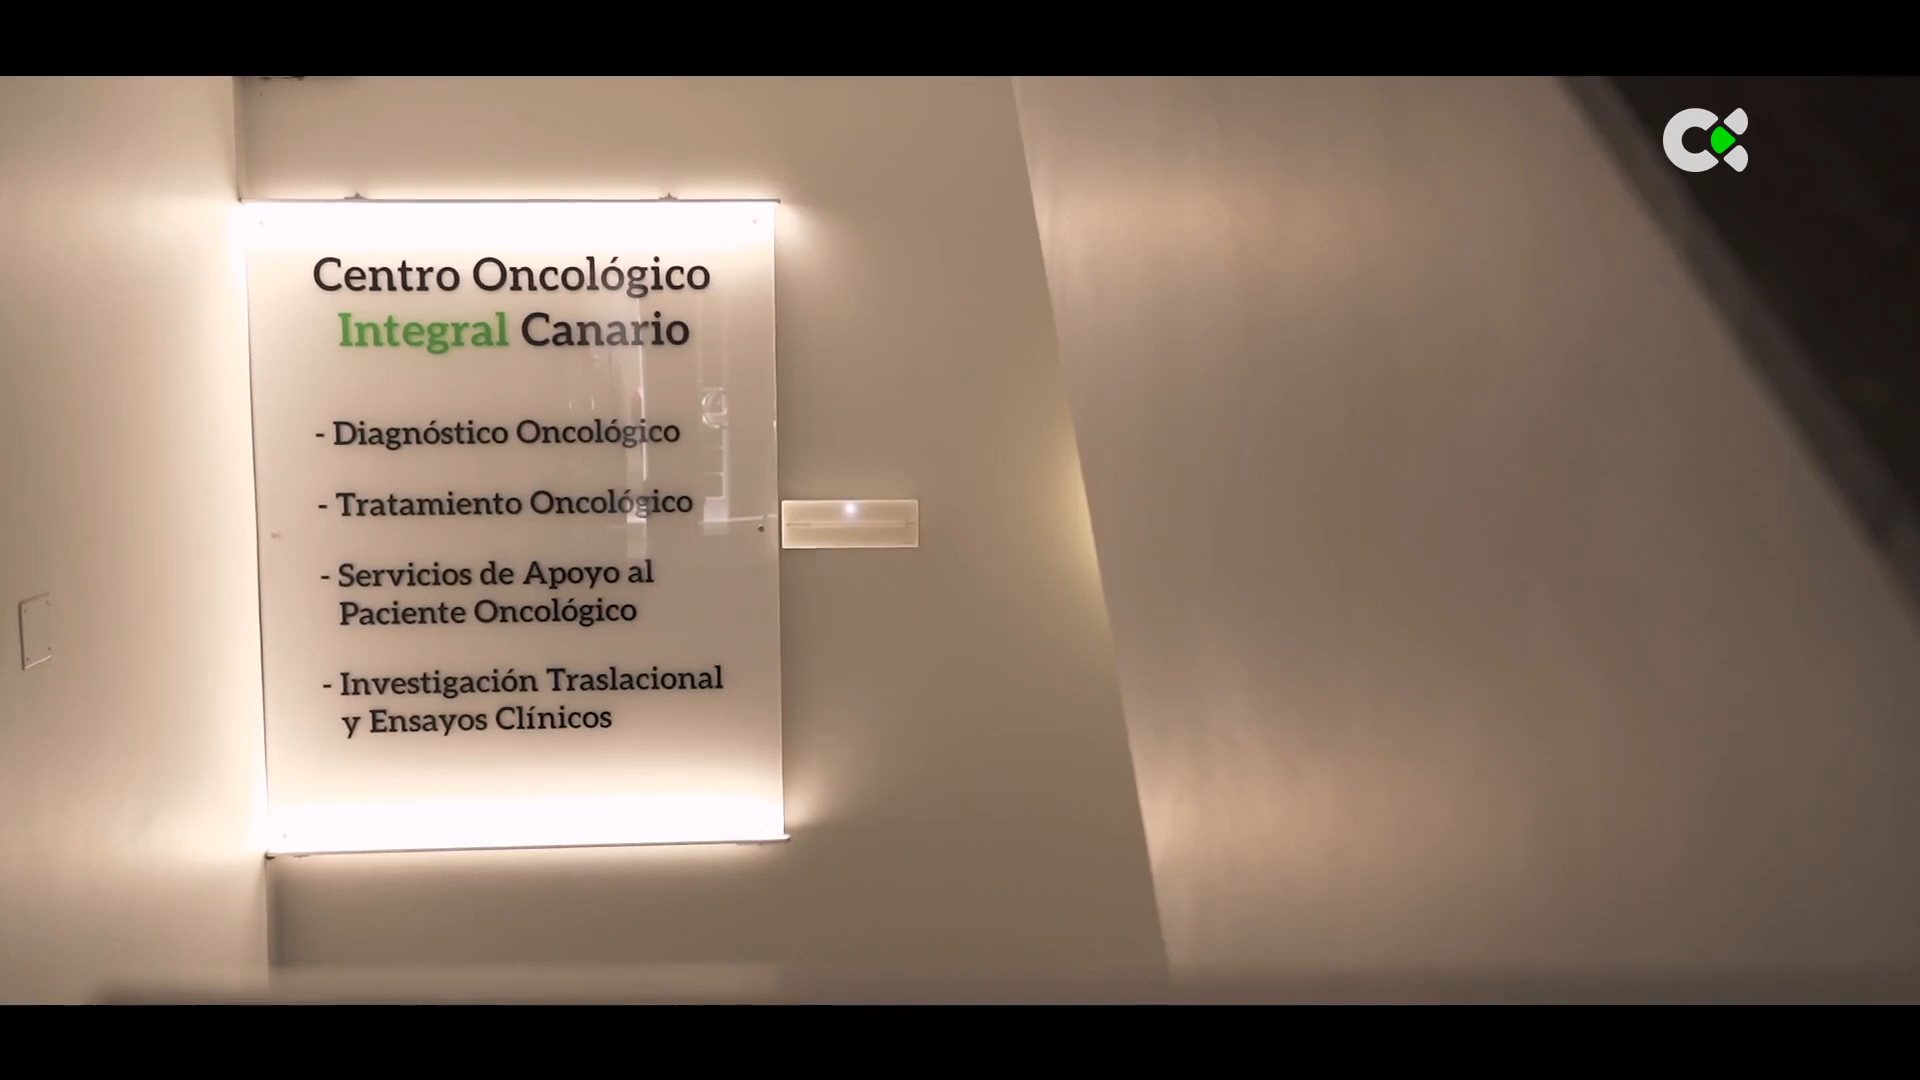 Centro Oncológico
Integral Canario
- Diagnóstico Oncológico
- Tratamiento Oncológico
- Servicios de Apoyo al
Paciente Oncológico
- Investigación Traslacional
y Ensayos Clínicos